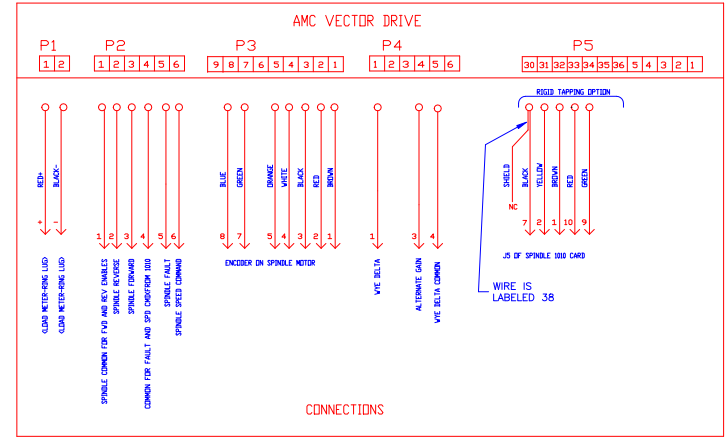 AMC VECTOR DRIVE
P1 P2 P3 P4 P5
1 2 1 2 3 4 5 6 9 8 7 6 5 4 3 2 1 1 2 3 4 5 6 30 31 32 33 34 35 36 5 4 3 2 1
RIGID TAPPING OPTION
RED+
BLACK-
BLUE
GREEN
ORANGE
WHITE
BLACK
RED
BROWN
SHIELD
BLACK
YELLOW
BROWN
RED
GREEN
NC
+ - 1 2 3 4 5 6 8 7 5 4 3 2 1 1 3 4 7 2 1 10 9
<LOAD METER-RING LUG>
<LOAD METER-RING LUG>
SPINDLE COMMON FOR FWD AND REV ENABLES
SPINDLE REVERSE
SPINDLE FORWARD
COMMON FOR FAULT AND SPD CMD(FROM 1010
SPINDLE FAULT
SPINDLE SPEED COMMAND
ENCODER ON SPINDLE MOTOR
WYE DELTA
ALTERNATE GAIN
WYE DELTA COMMON
J5 OF SPINDLE 1010 CARD
WIRE IS
LABELED 38
CONNECTIONS